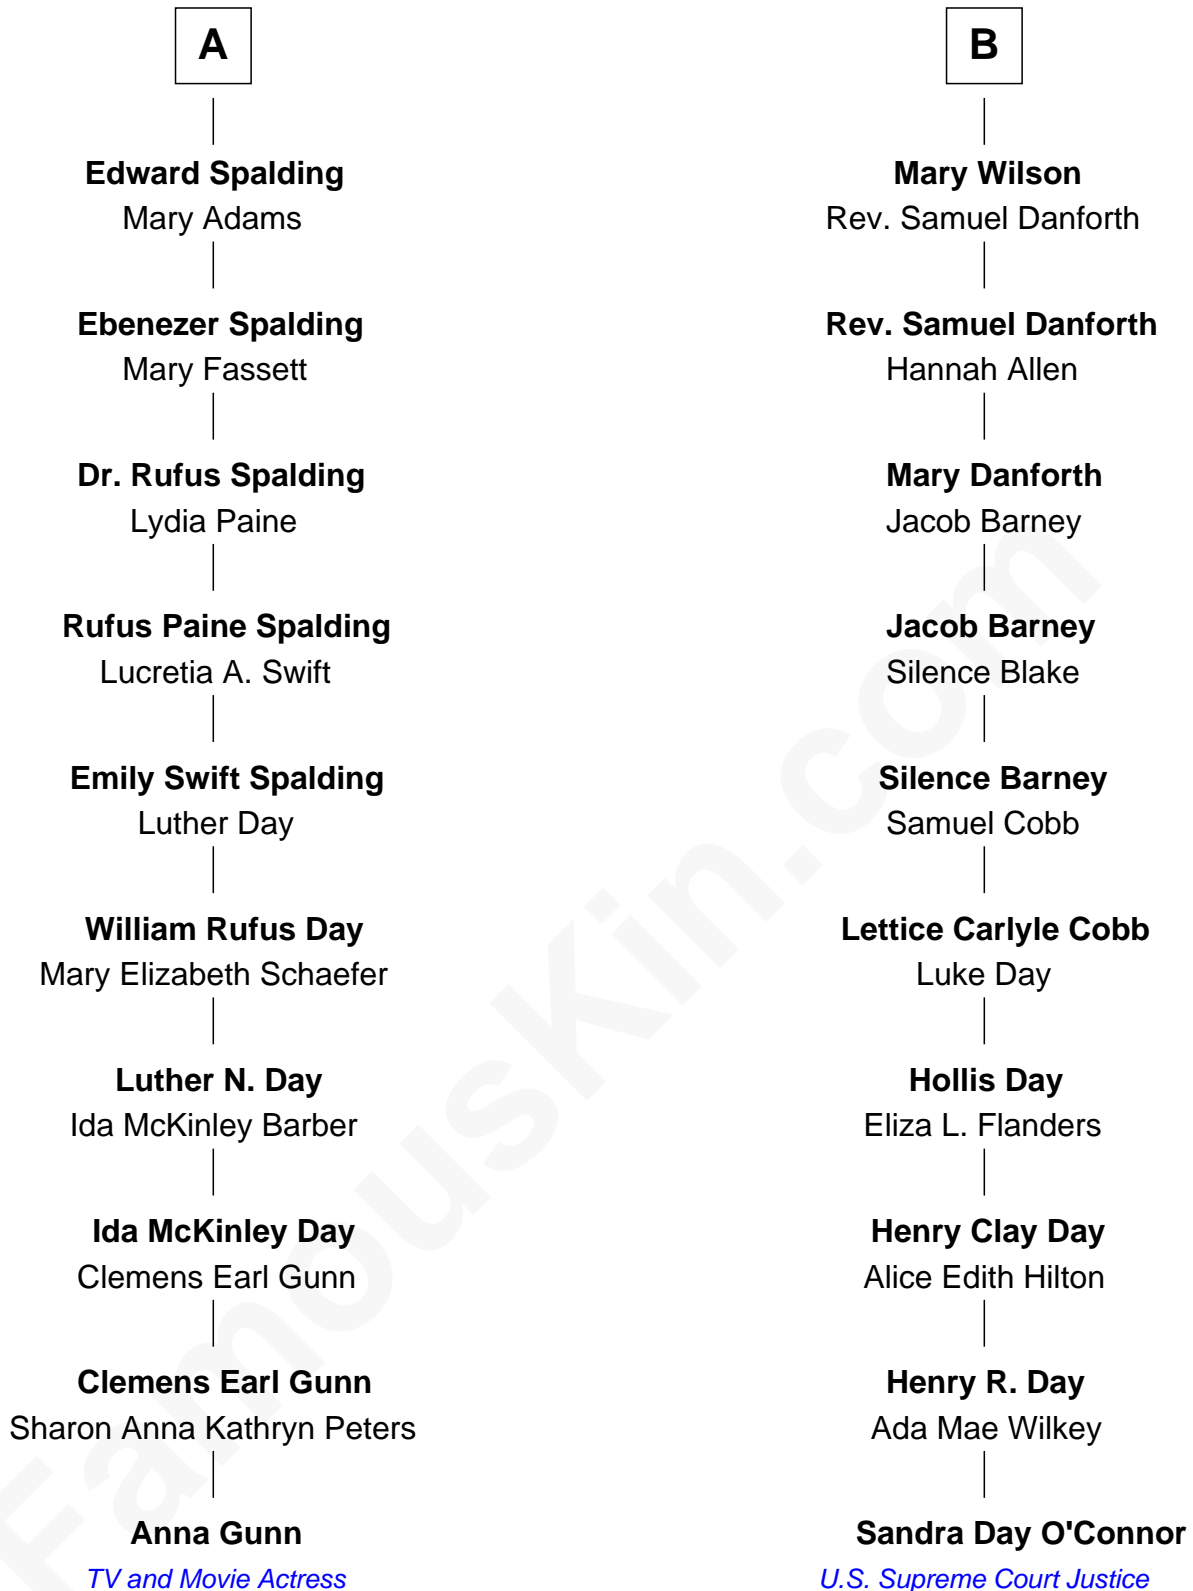 A
Edward Spalding
Mary Adams
Ebenezer Spalding
Mary Fassett
Dr. Rufus Spalding
Lydia Paine
Rufus Paine Spalding
Lucretia A. Swift
Emily Swift Spalding
Luther Day
William Rufus Day
Mary Elizabeth Schaefer
Luther N. Day
Ida McKinley Barber
Ida McKinley Day
Clemens Earl Gunn
Clemens Earl Gunn
Sharon Anna Kathryn Peters
Anna Gunn
TV and Movie Actress
B
Mary Wilson
Rev. Samuel Danforth
Rev. Samuel Danforth
Hannah Allen
Mary Danforth
Jacob Barney
Jacob Barney
Silence Blake
Silence Barney
Samuel Cobb
Lettice Carlyle Cobb
Luke Day
Hollis Day
Eliza L. Flanders
Henry Clay Day
Alice Edith Hilton
Henry R. Day
Ada Mae Wilkey
Sandra Day O'Connor
U.S. Supreme Court Justice
FamousKin.com